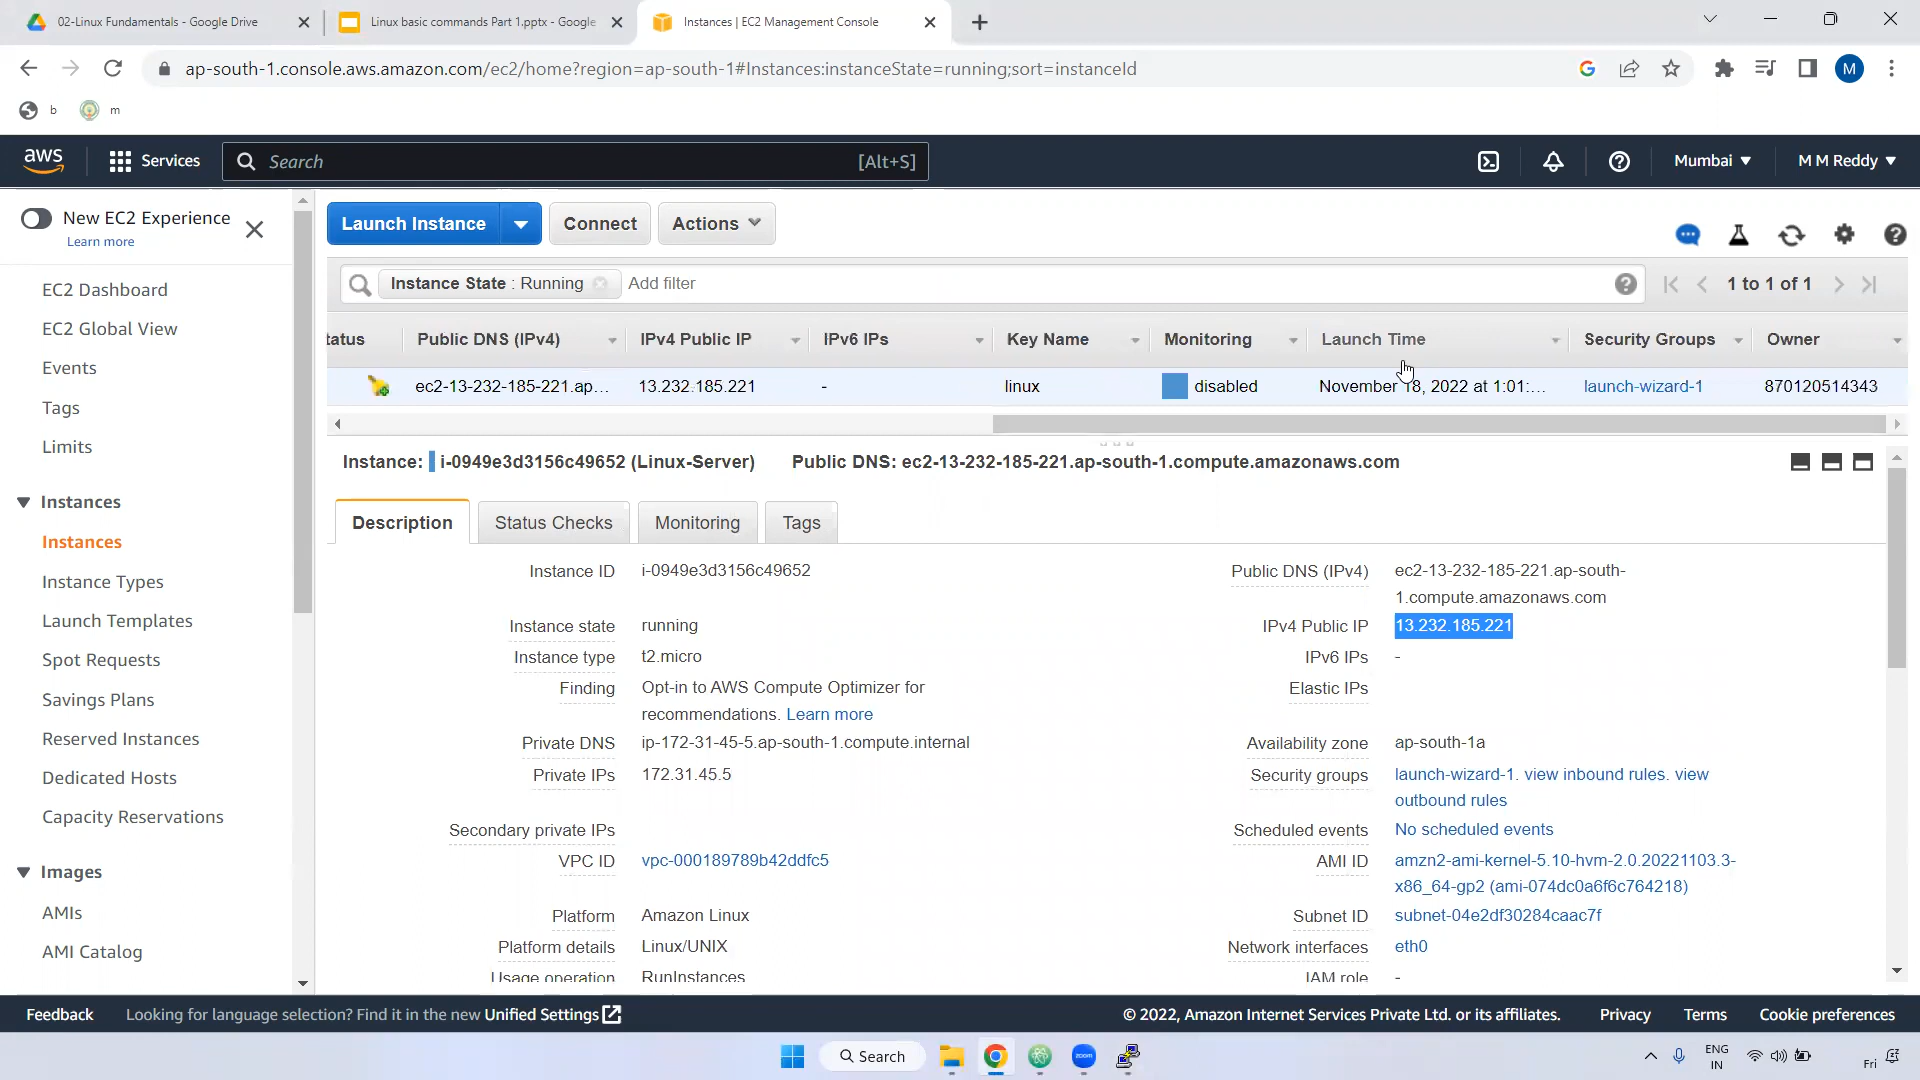 02-Linux Fundamentals - Google Drive
Linux basic commands Part 1.pptx - Google
Instances | EC2 Management Console
ap-south-1.console.aws.amazon.com/ec2/home?region=ap-south-1#Instances:instanceState=running;sort=instanceId
M
b
m
aws
Services
Search
[Alt+S]
Mumbai
M M Reddy
New EC2 Experience
Learn more
EC2 Dashboard
EC2 Global View
Events
Tags
Limits
Instances
Instances
Instance Types
Launch Templates
Spot Requests
Savings Plans
Reserved Instances
Dedicated Hosts
Capacity Reservations
Images
AMIs
AMI Catalog
Launch Instance
Connect
Actions
Instance State : Running
Add filter
1 to 1 of 1
tatus
Public DNS (IPv4)
IPv4 Public IP
IPv6 IPs
Key Name
Monitoring
Launch Time
Security Groups
Owner
ec2-13-232-185-221.ap...
13.232.185.221
-
linux
disabled
November 18, 2022 at 1:01:...
launch-wizard-1
870120514343
Instance: i-0949e3d3156c49652 (Linux-Server)
Public DNS: ec2-13-232-185-221.ap-south-1.compute.amazonaws.com
Description
Status Checks
Monitoring
Tags
Instance ID
i-0949e3d3156c49652
Public DNS (IPv4)
ec2-13-232-185-221.ap-south-
1.compute.amazonaws.com
Instance state
running
IPv4 Public IP
13.232.185.221
Instance type
t2.micro
IPv6 IPs
-
Finding
Opt-in to AWS Compute Optimizer for
recommendations. Learn more
Elastic IPs
Private DNS
ip-172-31-45-5.ap-south-1.compute.internal
Availability zone
ap-south-1a
Private IPs
172.31.45.5
Security groups
launch-wizard-1. view inbound rules. view
outbound rules
Secondary private IPs
Scheduled events
No scheduled events
VPC ID
vpc-000189789b42ddfc5
AMI ID
amzn2-ami-kernel-5.10-hvm-2.0.20221103.3-
x86_64-gp2 (ami-074dc0a6f6c764218)
Platform
Amazon Linux
Subnet ID
subnet-04e2df30284caac7f
Platform details
Linux/UNIX
Network interfaces
eth0
Usage operation
RunInstances
IAM role
-
Feedback
Looking for language selection? Find it in the new Unified Settings
© 2022, Amazon Internet Services Private Ltd. or its affiliates.
Privacy
Terms
Cookie preferences
Search
zoom
ENG
IN
Fri